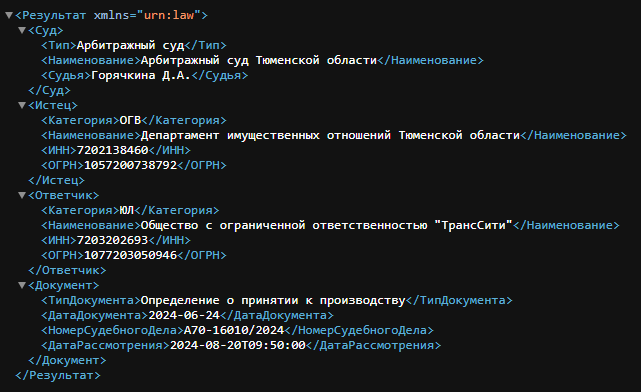 ▼<Результат xmlns="urn:law">
▼<Суд>
<Тип>Арбитражный суд</Тип>
<Наименование>Арбитражный суд Тюменской области</Наименование>
<Судья>Горячкина Д.А.</Судья>
</Суд>
▼<Истец>
<Категория>ОГВ</Категория>
<Наименование>Департамент имущественных отношений Тюменской области</Наименование>
<ИНН>7202138460</ИНН>
<ОГРН>1057200738792</ОГРН>
</Истец>
▼<Ответчик>
<Категория>ЮЛ</Категория>
<Наименование>Общество с ограниченной ответственностью "ТрансСити"</Наименование>
<ИНН>7203202693</ИНН>
<ОГРН>1077203050946</ОГРН>
</Ответчик>
▼<Документ>
<ТипДокумента>Определение о принятии к производству</ТипДокумента>
<ДатаДокумента>2024-06-24</ДатаДокумента>
<НомерСудебногоДела>А70-16010/2024</НомерСудебногоДела>
<ДатаРассмотрения>2024-08-20T09:50:00</ДатаРассмотрения>
</Документ>
</Результат>